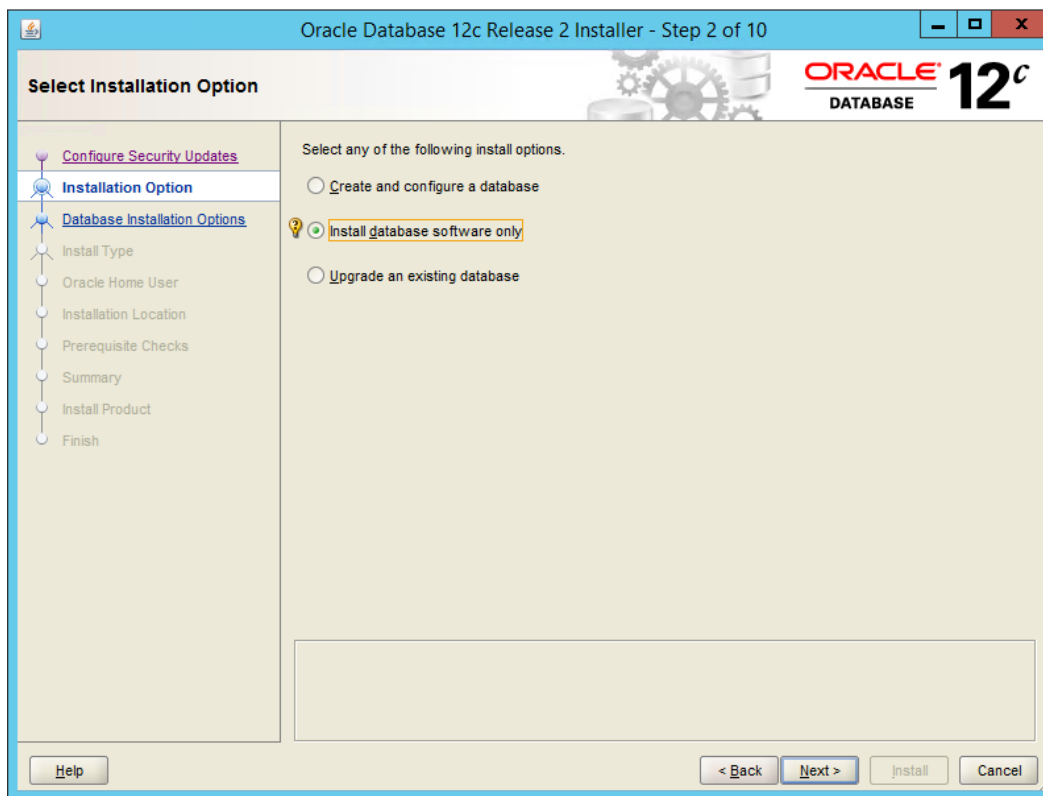 Oracle Database 12c Release 2 Installer - Step 2 of 10
Select Installation Option
ORACLE
DATABASE
12c
Configure Security Updates
Installation Option
Database Installation Options
Install Type
Oracle Home User
Installation Location
Prerequisite Checks
Summary
Install Product
Finish
Select any of the following install options.
Create and configure a database
Install database software only
Upgrade an existing database
Help
< Back
Next >
Install
Cancel